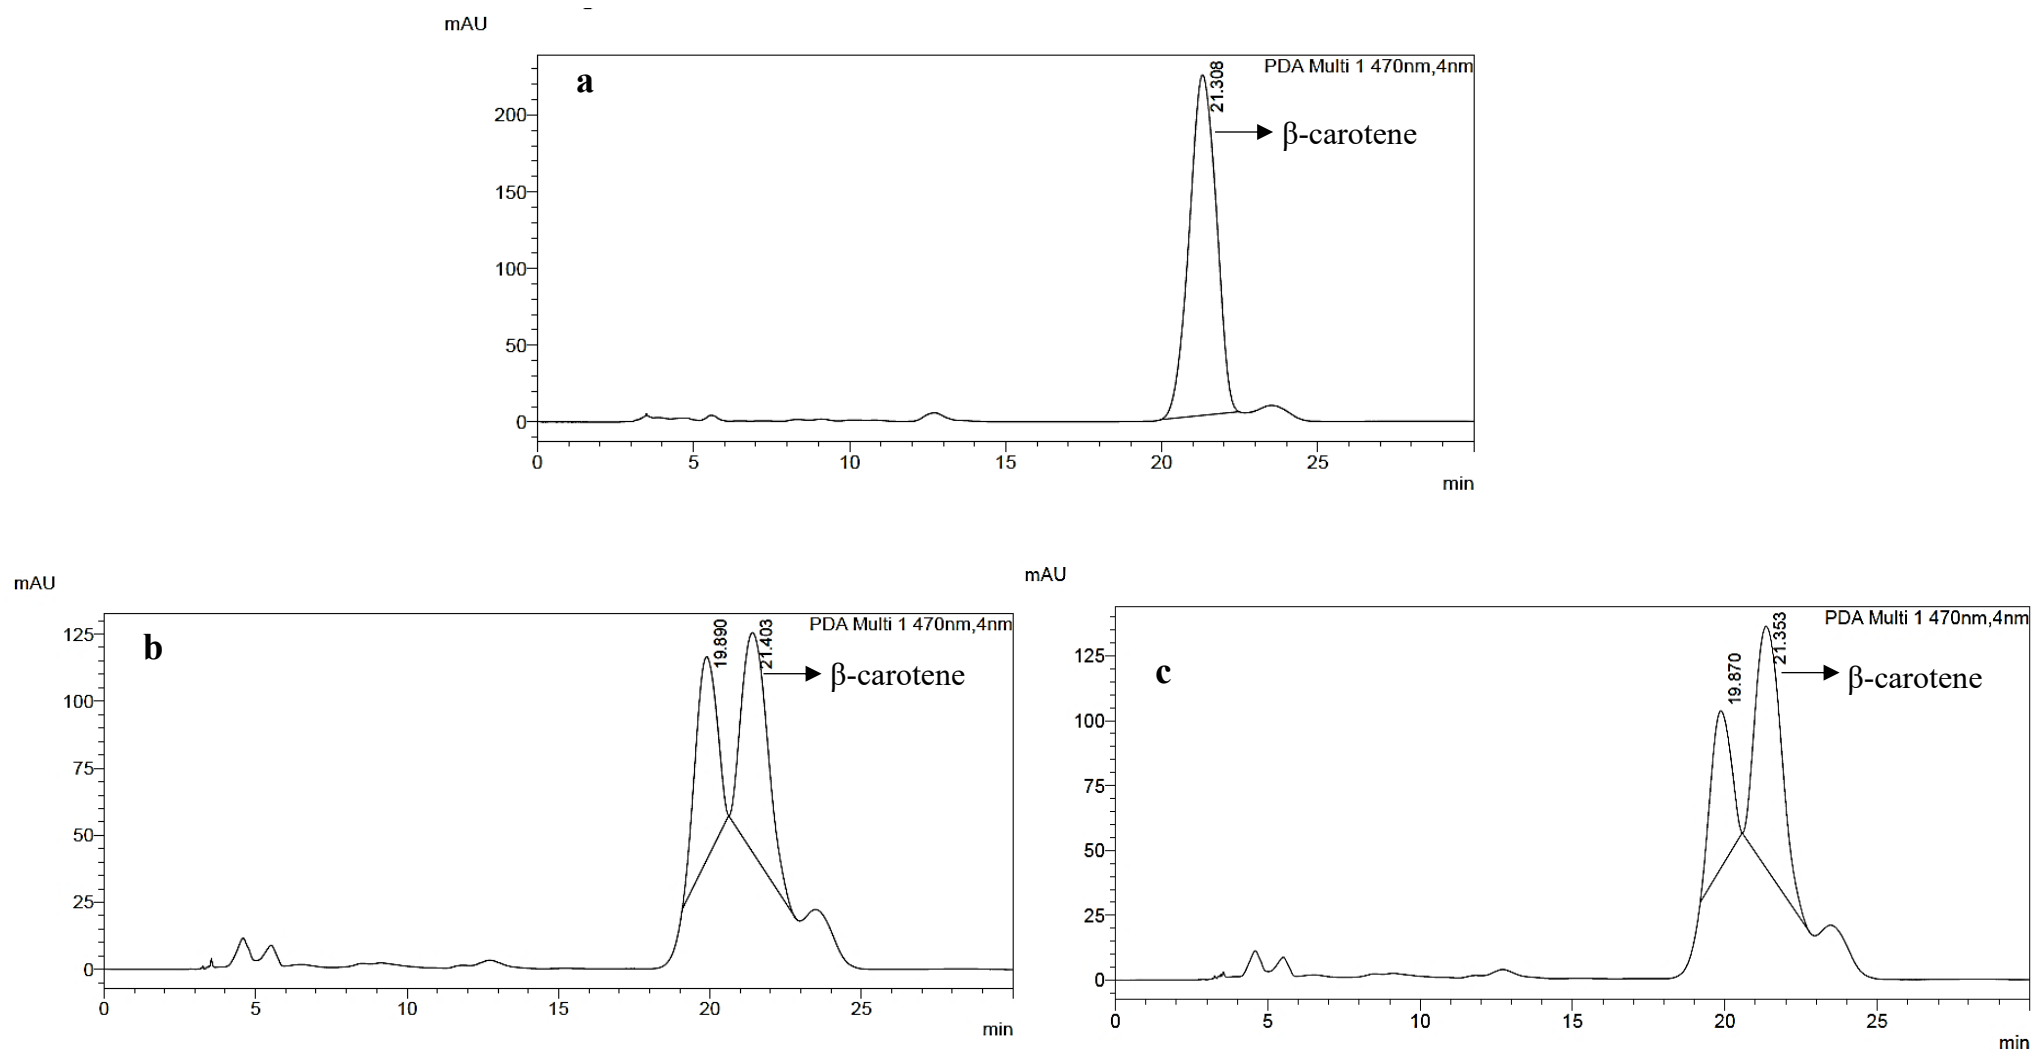 mAU
a
PDA Multi 1 470nm,4nm
21.308
β-carotene
200
150
100
50
0
0 5 10 15 20 25
min
mAU
b
PDA Multi 1 470nm,4nm
19.890
21.403
β-carotene
125
100
75
50
25
0
0 5 10 15 20 25
min
mAU
c
PDA Multi 1 470nm,4nm
19.870
21.353
β-carotene
125
100
75
50
25
0
0 5 10 15 20 25
min